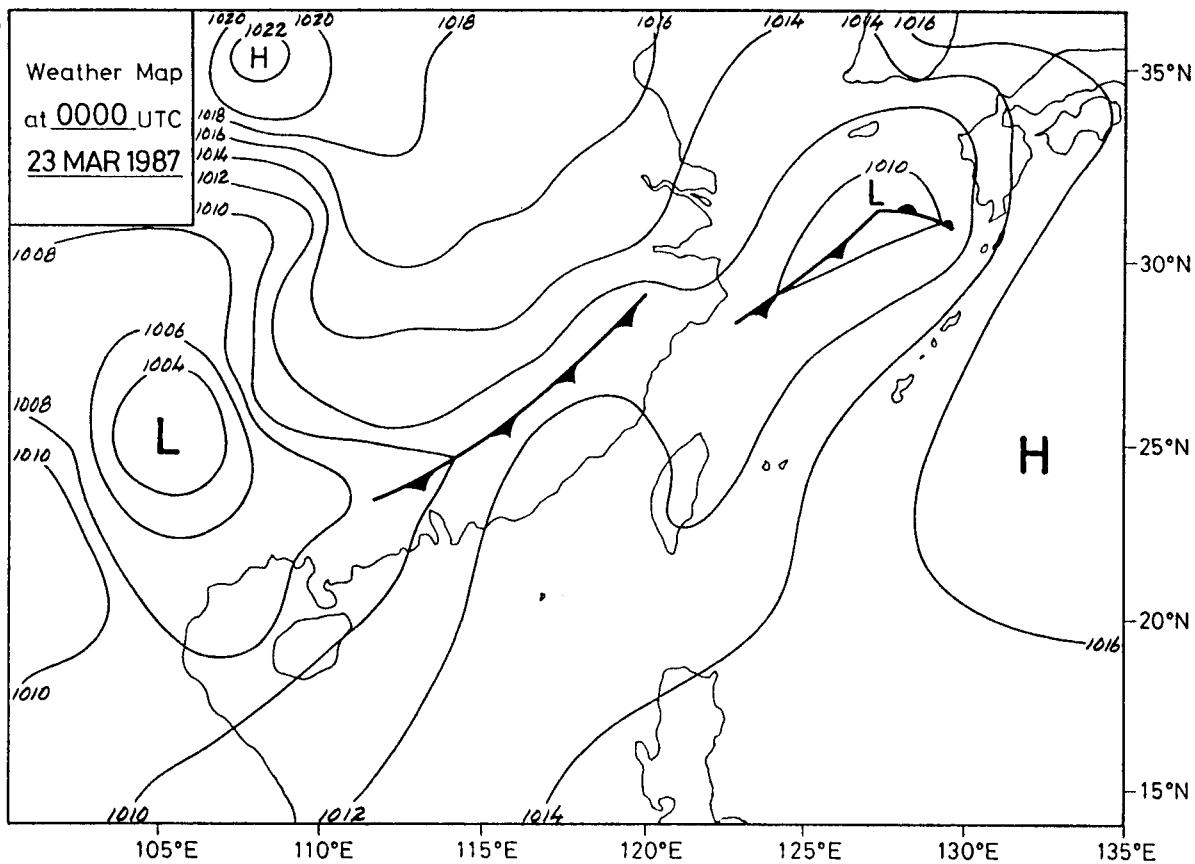 1020 1020 1018 1016 1014 1014 1016
1022
H
Weather Map
at 0000 UTC
23 MAR 1987
35°N
1018
1016
1014
1012
1010
1010
L
1008
30°N
1006
1004
1008
L
H
25°N
1010
20°N
1016
1010
15°N
1010 1012 1014
105°E 110°E 115°E 120°E 125°E 130°E 135°E